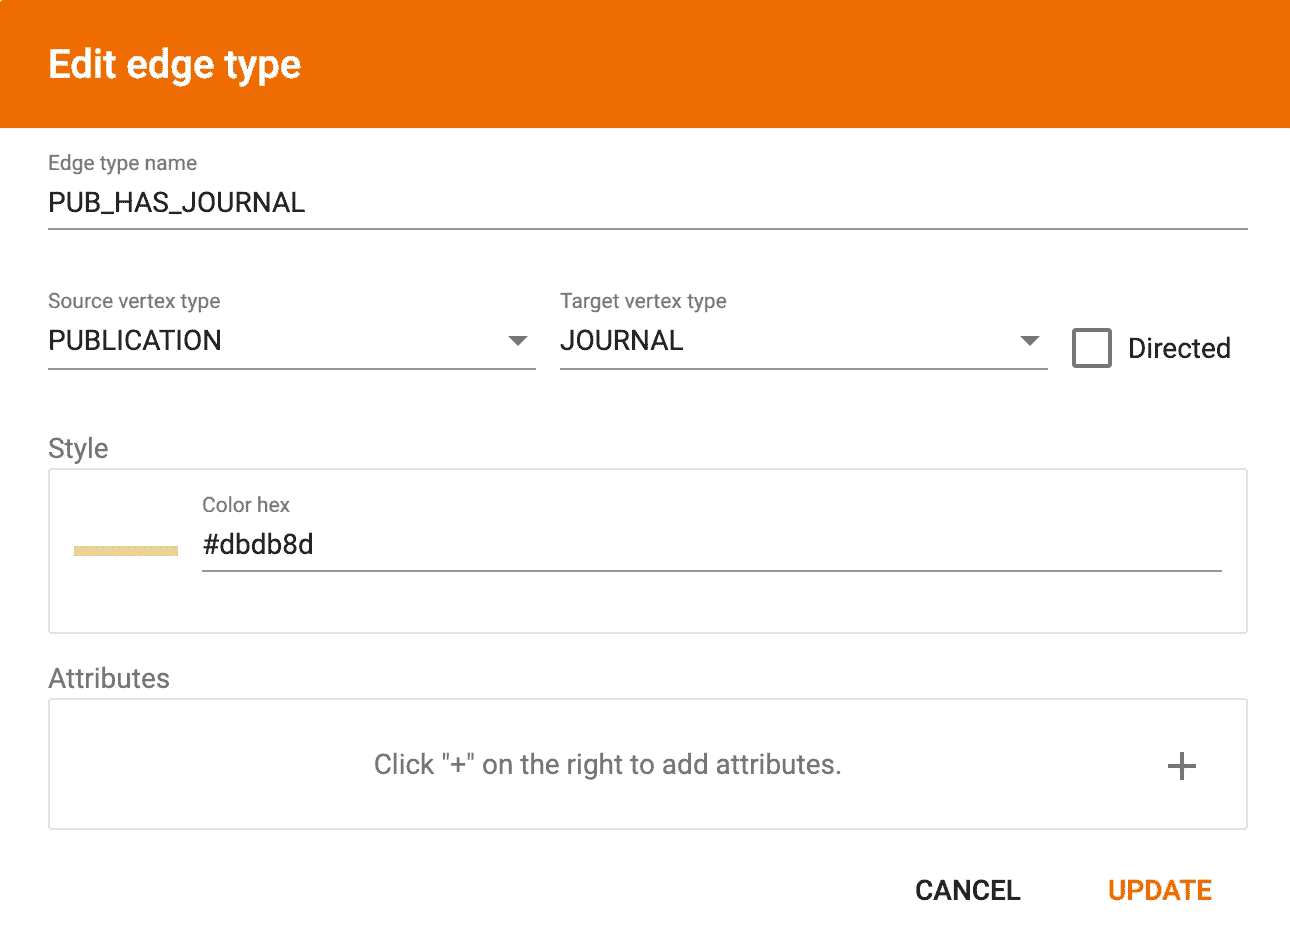 Edit edge type
Edge type name
PUB_HAS_JOURNAL
Source vertex type
Target vertex type
PUBLICATION
JOURNAL
Directed
Style
Color hex
#dbdb8d
Attributes
Click "+" on the right to add attributes.
CANCEL
UPDATE